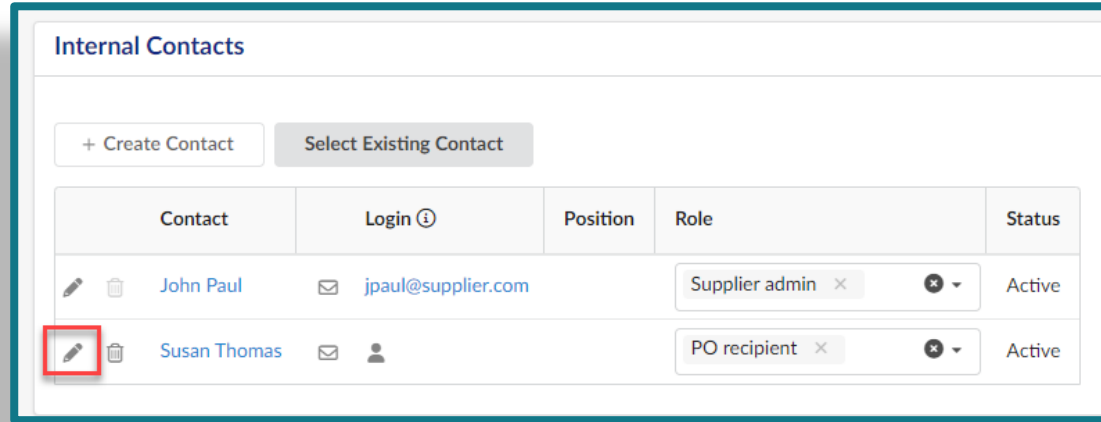 Internal Contacts
+ Create Contact Select Existing Contact
Contact Login Position Role Status
John Paul jpaul@supplier.com Supplier admin × Active
Susan Thomas PO recipient × Active